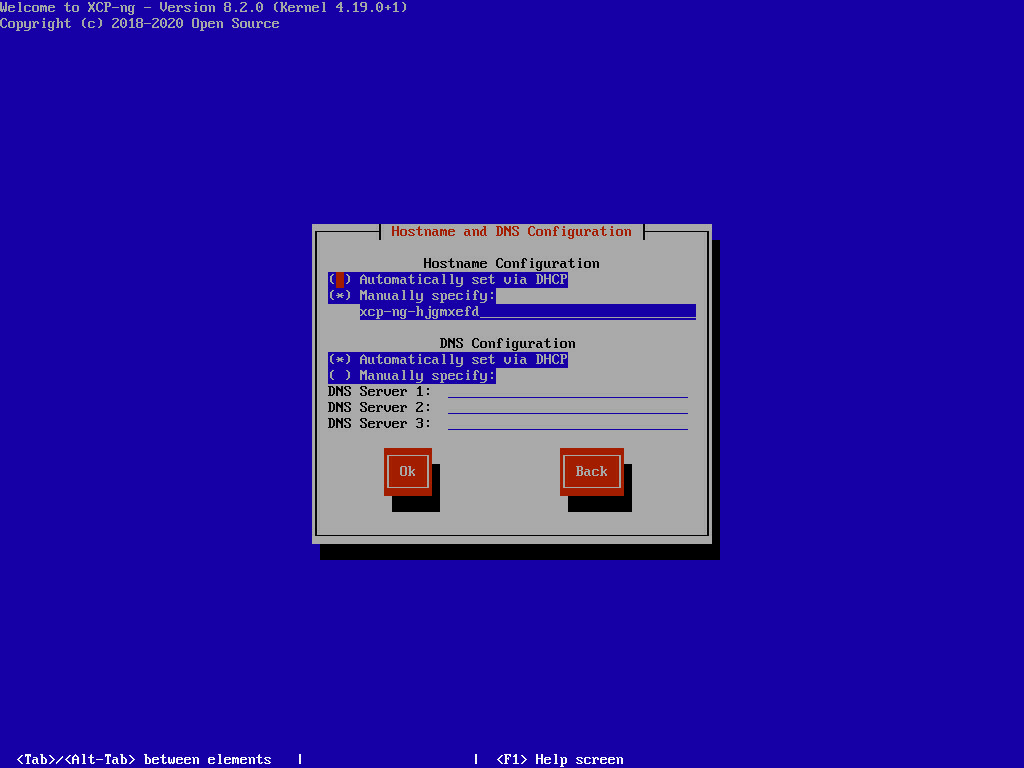 Welcome to XCP-ng - Version 8.2.0 (Kernel 4.19.0+1)
Copyright (c) 2018-2020 Open Source
Hostname and DNS Configuration
Hostname Configuration
( ) Automatically set via DHCP
(*) Manually specify:
xcp-ng-hjgmxefd
DNS Configuration
(*) Automatically set via DHCP
( ) Manually specify:
DNS Server 1:
DNS Server 2:
DNS Server 3:
Ok Back
<Tab>/<Alt-Tab> between elements | | <F1> Help screen